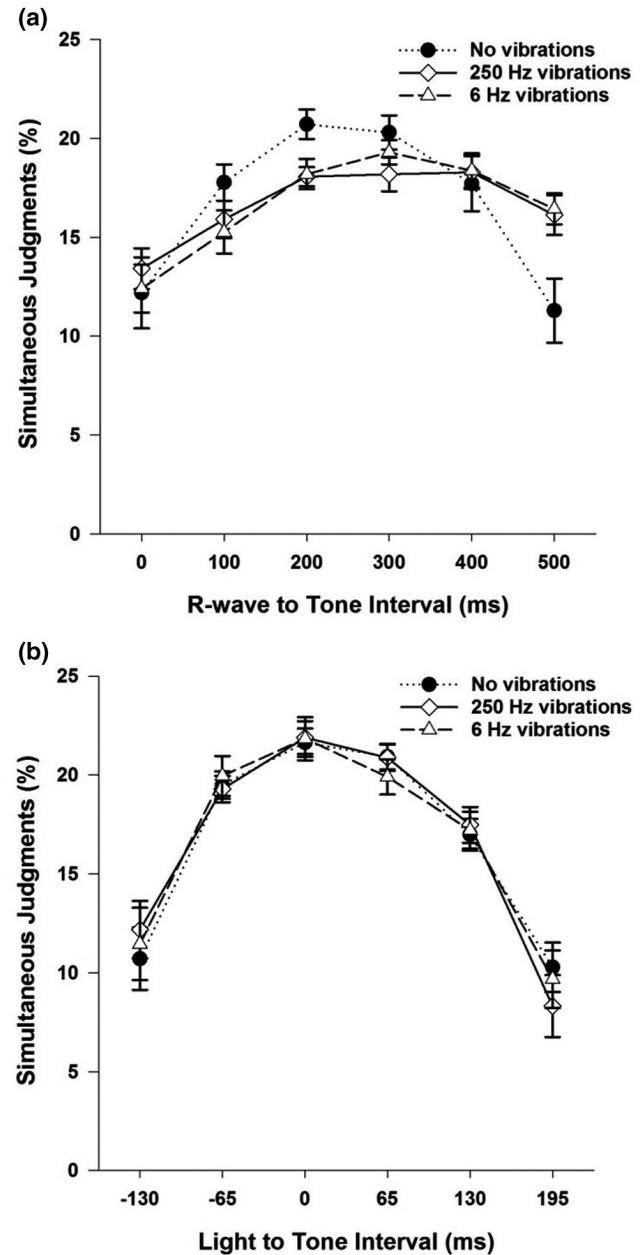 (a)
25
20
15
10
5
0
Simultaneous Judgments (%)
No vibrations
250 Hz vibrations
6 Hz vibrations
0 100 200 300 400 500
R-wave to Tone Interval (ms)
(b)
25
20
15
10
5
0
Simultaneous Judgments (%)
No vibrations
250 Hz vibrations
6 Hz vibrations
-130 -65 0 65 130 195
Light to Tone Interval (ms)